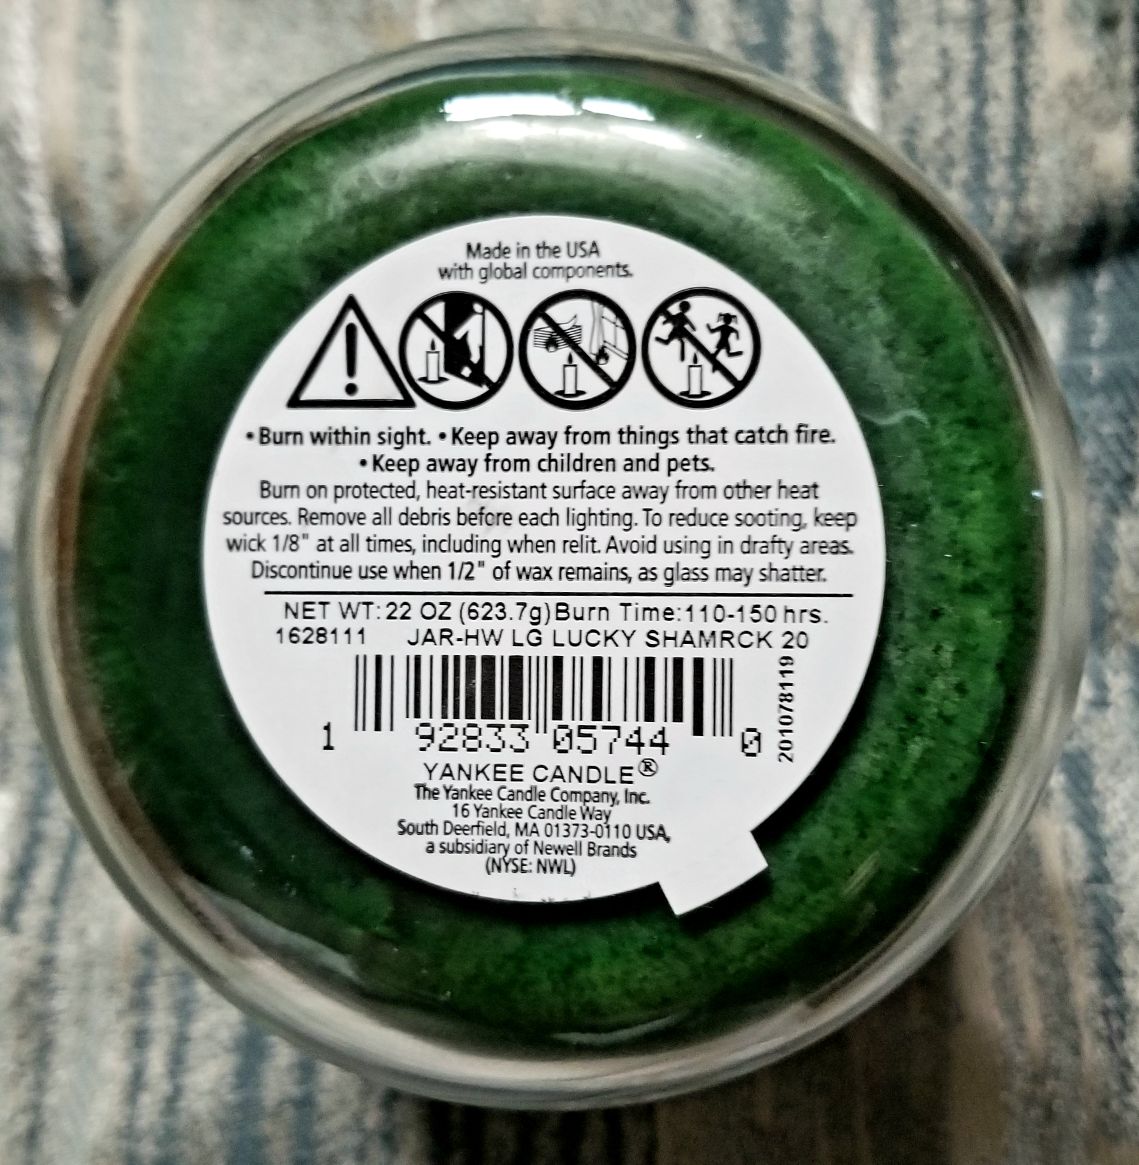 Made in the USA
with global components.
• Burn within sight. • Keep away from things that catch fire.
• Keep away from children and pets.
Burn on protected, heat-resistant surface away from other heat
sources. Remove all debris before each lighting. To reduce sooting, keep
wick 1/8" at all times, including when relit. Avoid using in drafty areas.
Discontinue use when 1/2" of wax remains, as glass may shatter.
NET WT: 22 OZ (623.7g) Burn Time:110-150 hrs.
1628111 JAR-HW LG LUCKY SHAMRCK 20
1 92833 05744 0
201078119
YANKEE CANDLE®
The Yankee Candle Company, Inc.
16 Yankee Candle Way
South Deerfield, MA 01373-0110 USA,
a subsidiary of Newell Brands
(NYSE: NWL)